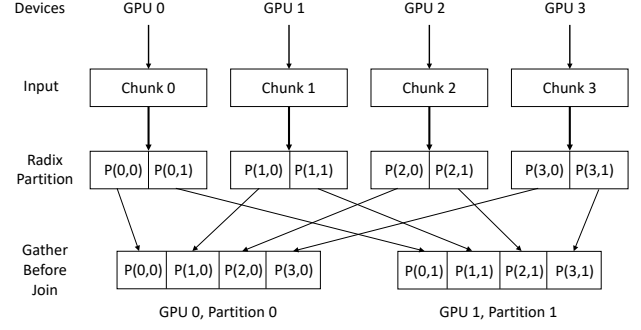 Devices GPU 0 GPU 1 GPU 2 GPU 3
Input Chunk 0 Chunk 1 Chunk 2 Chunk 3
Radix
Partition
P(0,0) P(0,1) P(1,0) P(1,1) P(2,0) P(2,1) P(3,0) P(3,1)
Gather
Before
Join
P(0,0) P(1,0) P(2,0) P(3,0) P(0,1) P(1,1) P(2,1) P(3,1)
GPU 0, Partition 0 GPU 1, Partition 1